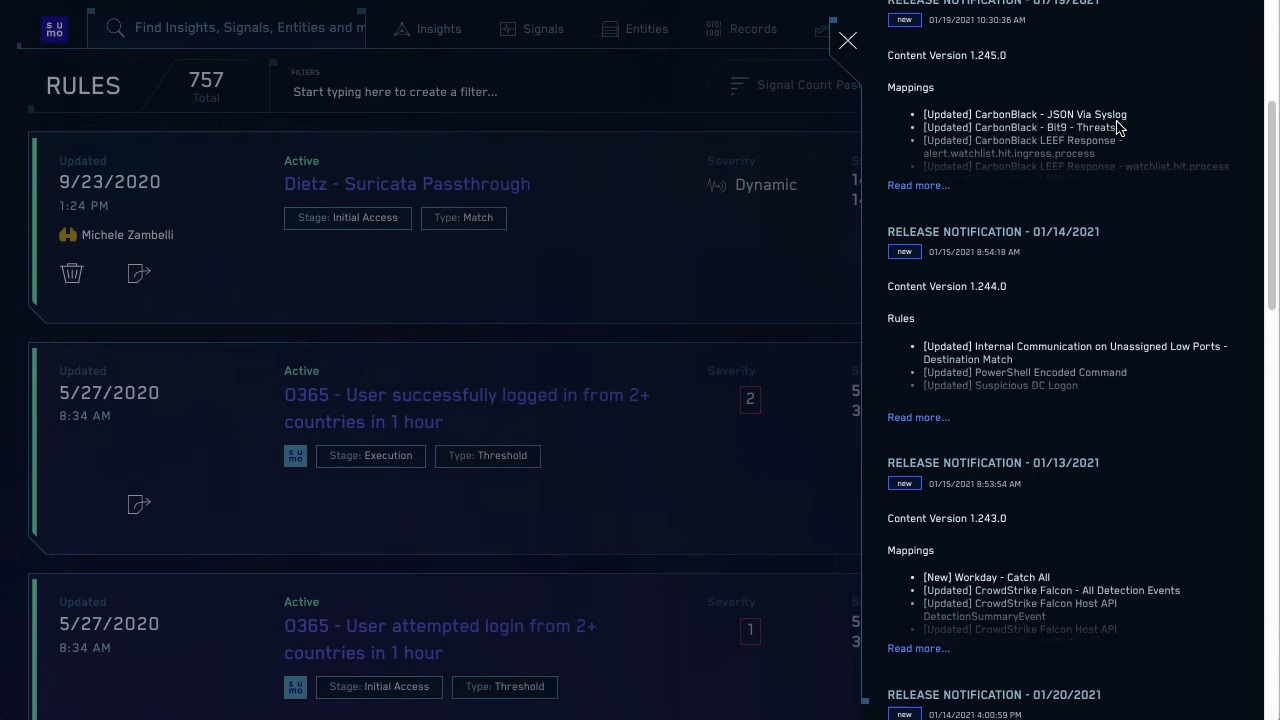 su
mo
Find Insights, Signals, Entities and m
Insights
Signals
Entities
Records
RULES
757
Total
FILTERS
Start typing here to create a filter...
Signal Count Pas
Updated
9/23/2020
1:24 PM
Michele Zambelli
Active
Dietz - Suricata Passthrough
Stage: Initial Access
Type: Match
Severity
Dynamic
Updated
5/27/2020
8:34 AM
Active
O365 - User successfully logged in from 2+
countries in 1 hour
su
mo
Stage: Execution
Type: Threshold
Severity
2
Updated
5/27/2020
8:34 AM
Active
O365 - User attempted login from 2+
countries in 1 hour
su
mo
Stage: Initial Access
Type: Threshold
Severity
1
RELEASE NOTIFICATION - 01/19/2021
new
01/19/2021 10:30:36 AM
Content Version 1.245.0
Mappings
• [Updated] CarbonBlack - JSON Via Syslog
• [Updated] CarbonBlack - Bit9 - Threats
• [Updated] CarbonBlack LEEF Response -
alert.watchlist.hit.ingress.process
• [Updated] CarbonBlack LEEF Response - watchlist.hit.process
Read more...
RELEASE NOTIFICATION - 01/14/2021
new
01/15/2021 8:54:18 AM
Content Version 1.244.0
Rules
• [Updated] Internal Communication on Unassigned Low Ports -
Destination Match
• [Updated] PowerShell Encoded Command
• [Updated] Suspicious DC Logon
Read more...
RELEASE NOTIFICATION - 01/13/2021
new
01/15/2021 8:53:54 AM
Content Version 1.243.0
Mappings
• [New] Workday - Catch All
• [Updated] CrowdStrike Falcon - All Detection Events
• [Updated] CrowdStrike Falcon Host API
DetectionSummaryEvent
• [Updated] CrowdStrike Falcon Host API
Read more...
RELEASE NOTIFICATION - 01/20/2021
new
01/14/2021 4:00:59 PM